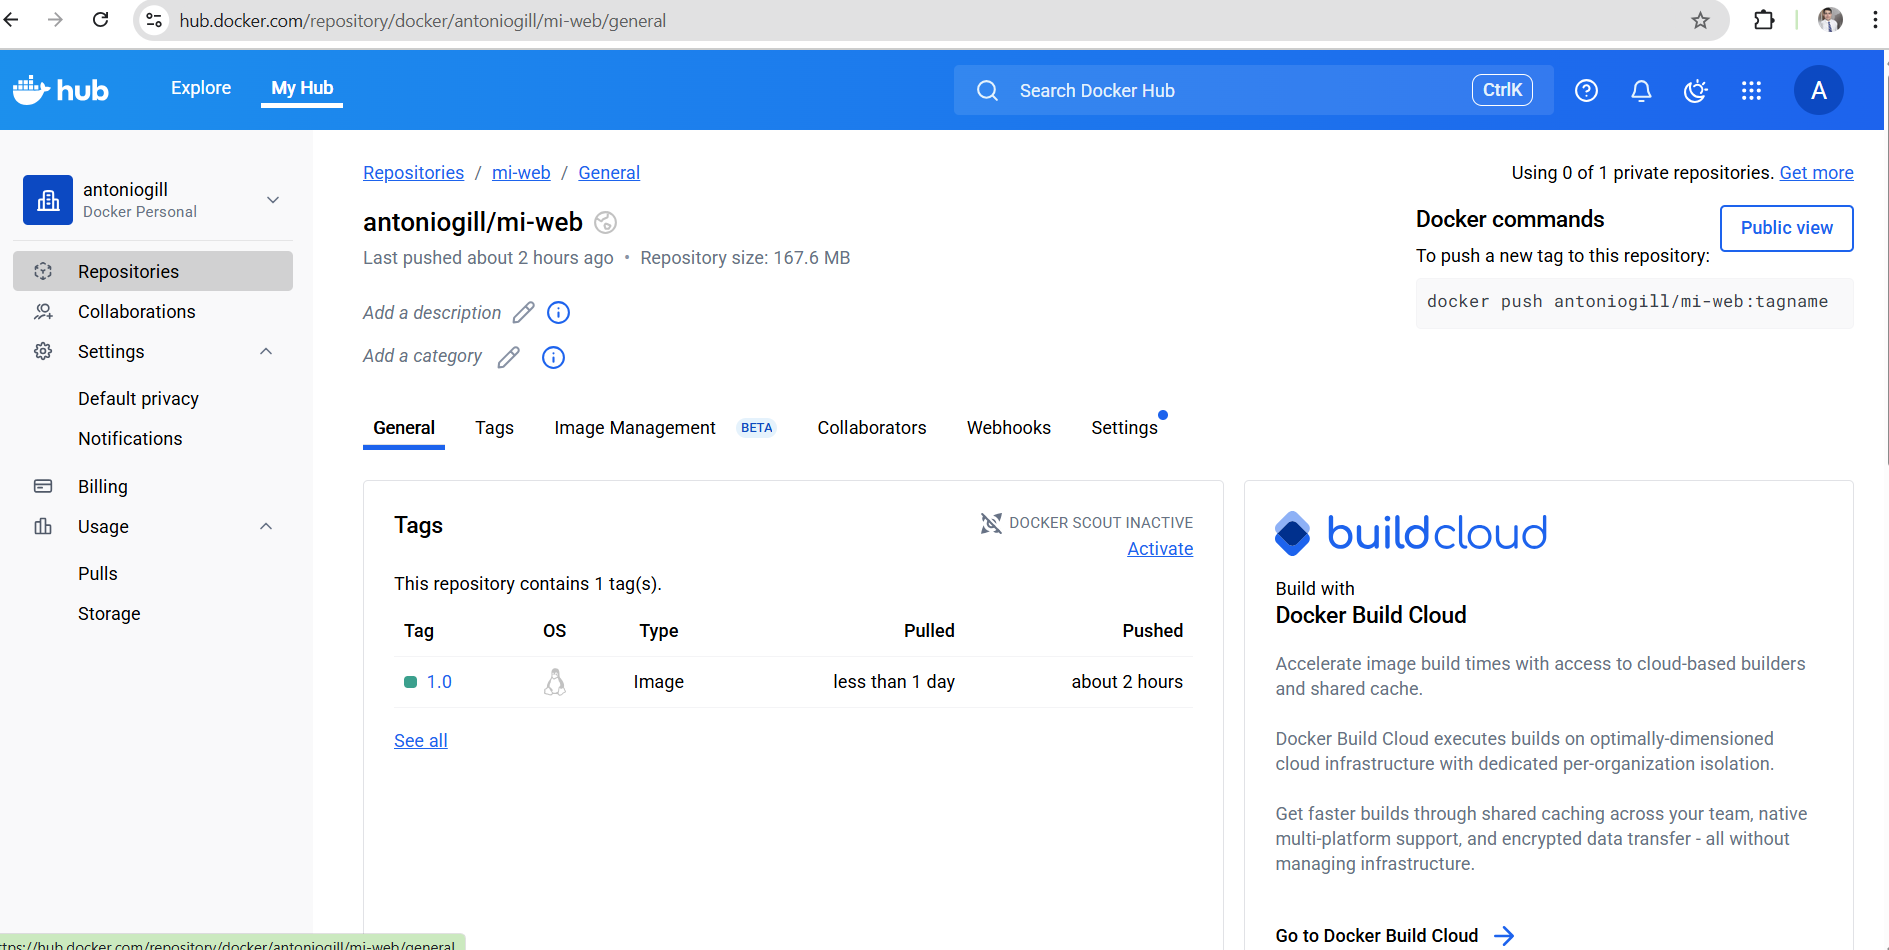 hub.docker.com/repository/docker/antoniogill/mi-web/general
hub
Explore
My Hub
Search Docker Hub
CtrlK
A
antoniogill
Docker Personal
Repositories
Collaborations
Settings
Default privacy
Notifications
Billing
Usage
Pulls
Storage
Repositories / mi-web / General
Using 0 of 1 private repositories. Get more
antoniogill/mi-web
Last pushed about 2 hours ago • Repository size: 167.6 MB
Add a description
Add a category
Docker commands
Public view
To push a new tag to this repository:
docker push antoniogill/mi-web:tagname
General
Tags
Image Management BETA
Collaborators
Webhooks
Settings
Tags
DOCKER SCOUT INACTIVE
Activate
This repository contains 1 tag(s).
Tag OS Type Pulled Pushed
1.0 Image less than 1 day about 2 hours
See all
buildcloud
Build with
Docker Build Cloud
Accelerate image build times with access to cloud-based builders
and shared cache.
Docker Build Cloud executes builds on optimally-dimensioned
cloud infrastructure with dedicated per-organization isolation.
Get faster builds through shared caching across your team, native
multi-platform support, and encrypted data transfer - all without
managing infrastructure.
Go to Docker Build Cloud
ttps://hub.docker.com/repository/docker/antoniogill/mi-web/general